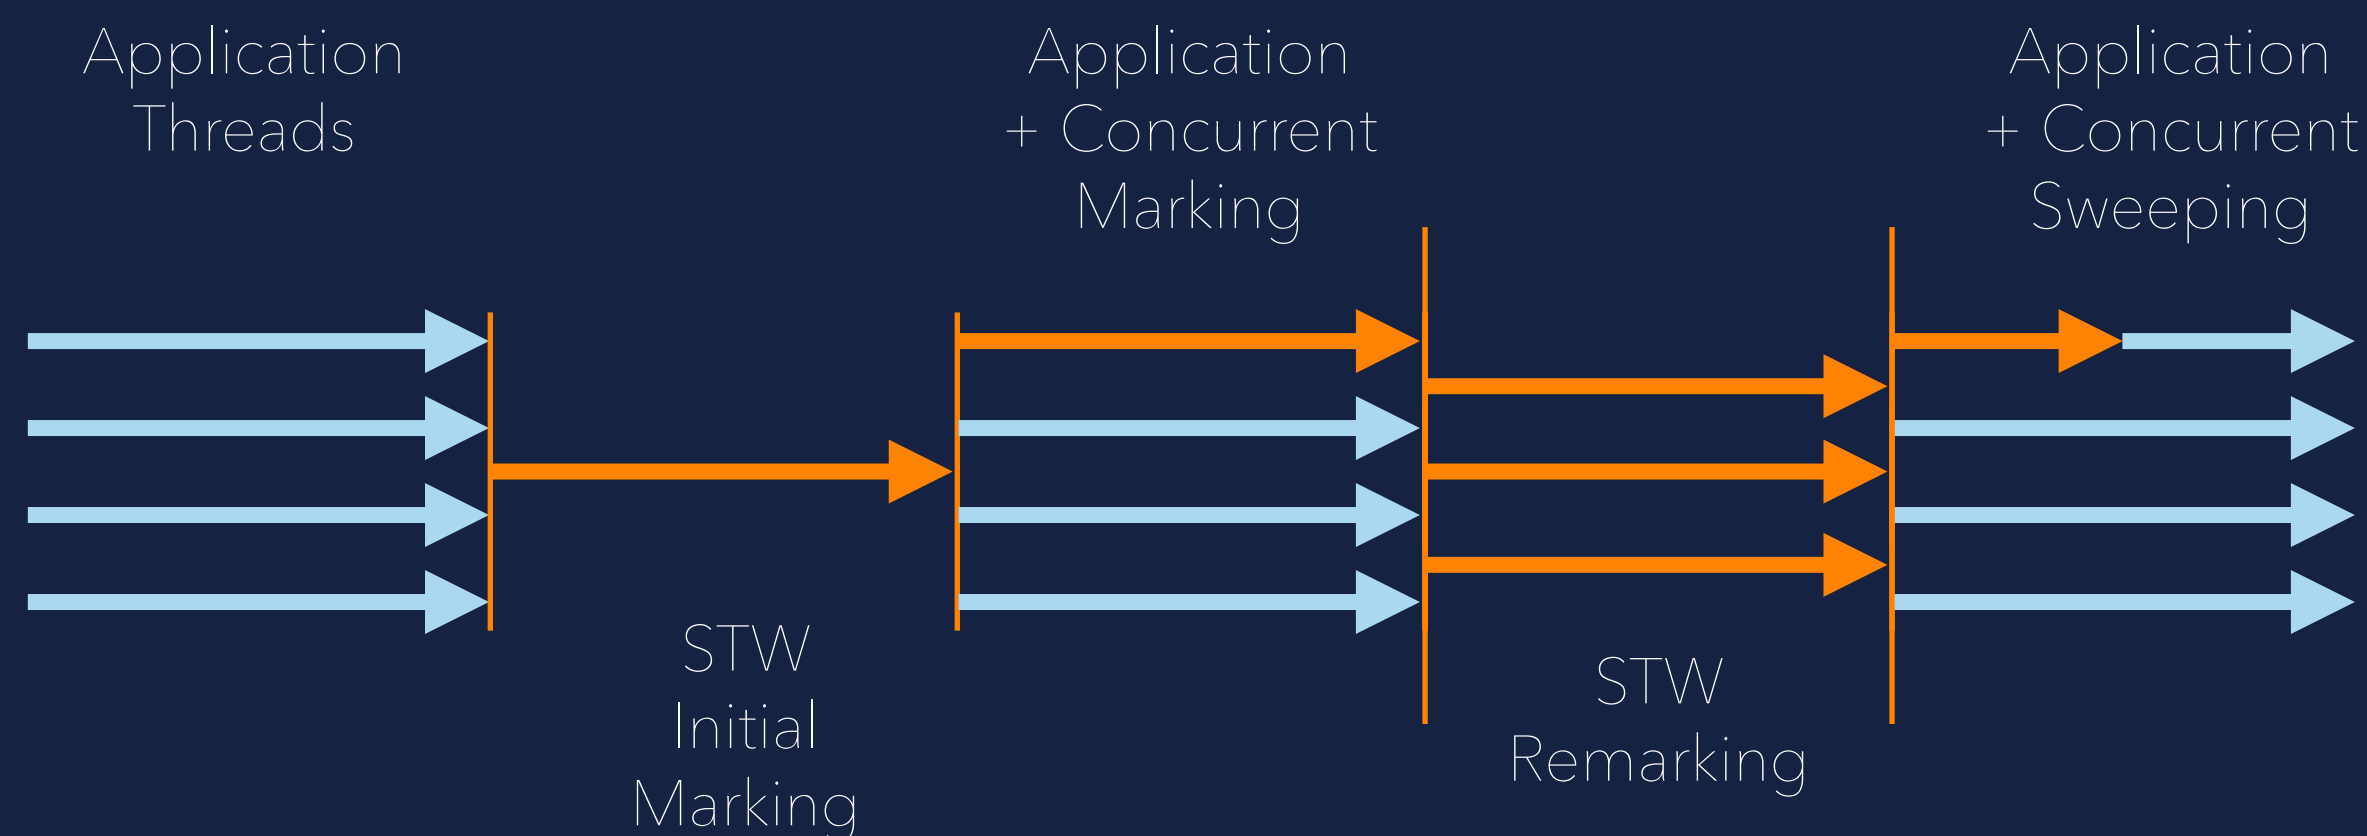 Application
Threads
Application
+ Concurrent
Marking
Application
+ Concurrent
Sweeping
STW
Initial
Marking
STW
Remarking